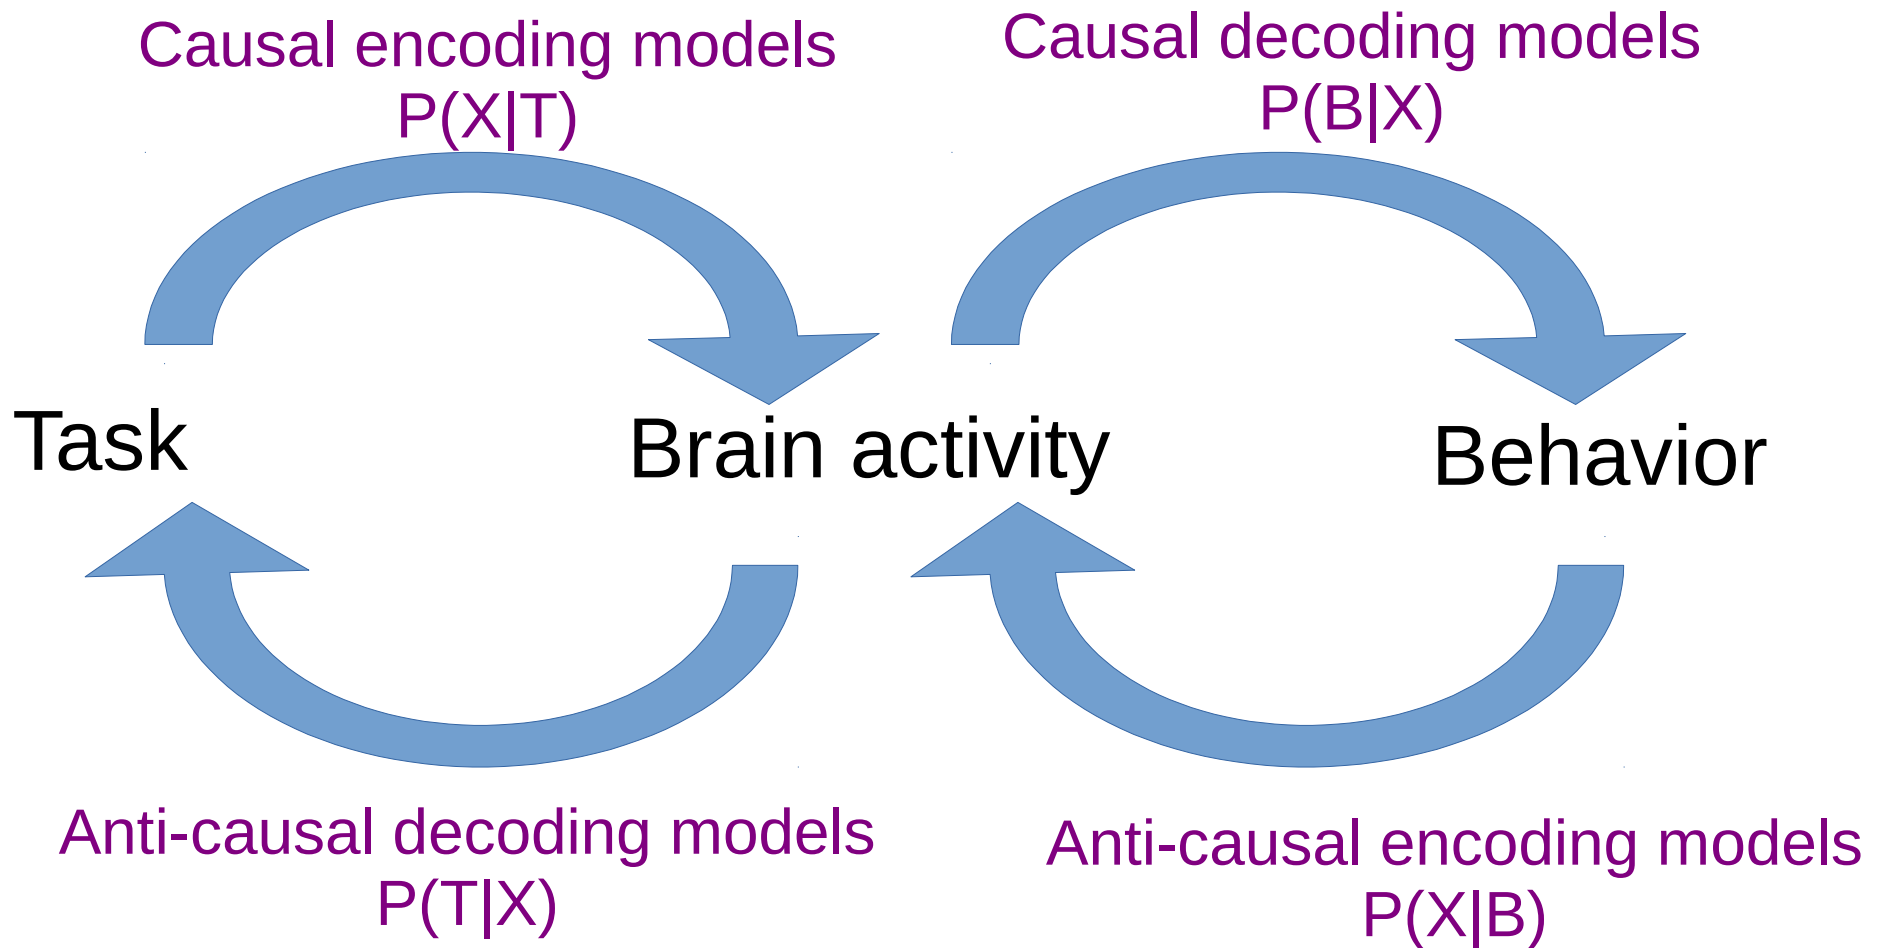 Causal encoding models
P(X|T)
Causal decoding models
P(B|X)
Task
Brain activity
Behavior
Anti-causal decoding models
P(T|X)
Anti-causal encoding models
P(X|B)